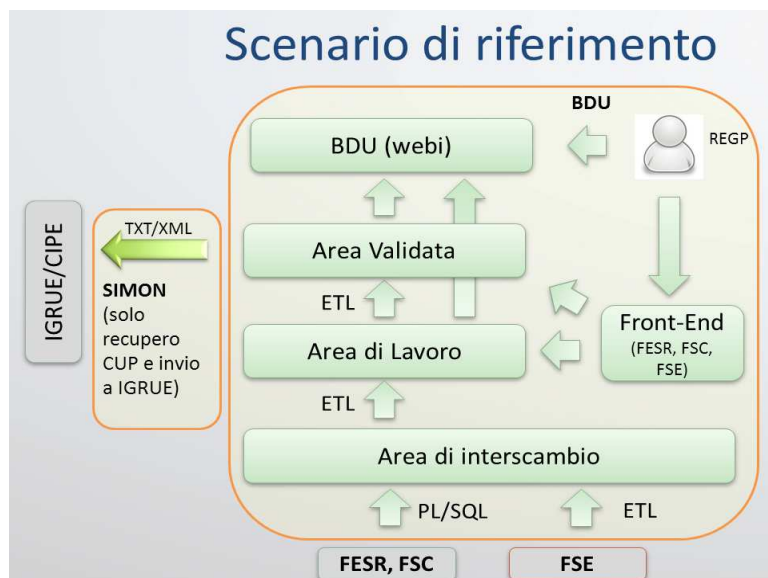 Scenario di riferimento
BDU
BDU (webi)
REGP
IGRUE/CIPE
TXT/XML
SIMON
(solo
recupero
CUP e invio
a IGRUE)
Area Validata
ETL
Front-End
(FESR, FSC,
FSE)
Area di Lavoro
ETL
Area di interscambio
PL/SQL
ETL
FESR, FSC
FSE